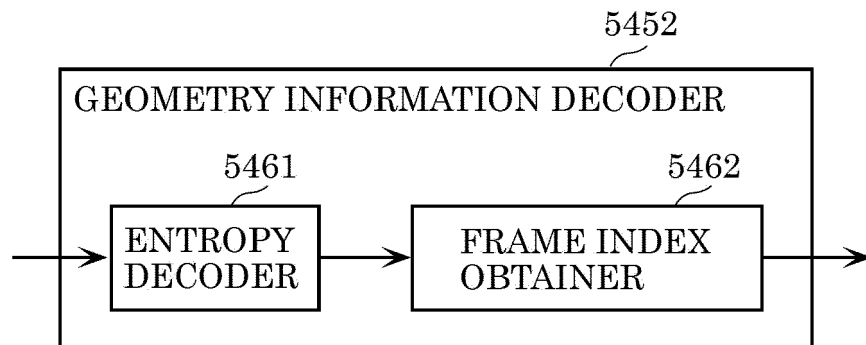 5452
GEOMETRY INFORMATION DECODER
5461
5462
ENTROPY
DECODER
FRAME INDEX
OBTAINER